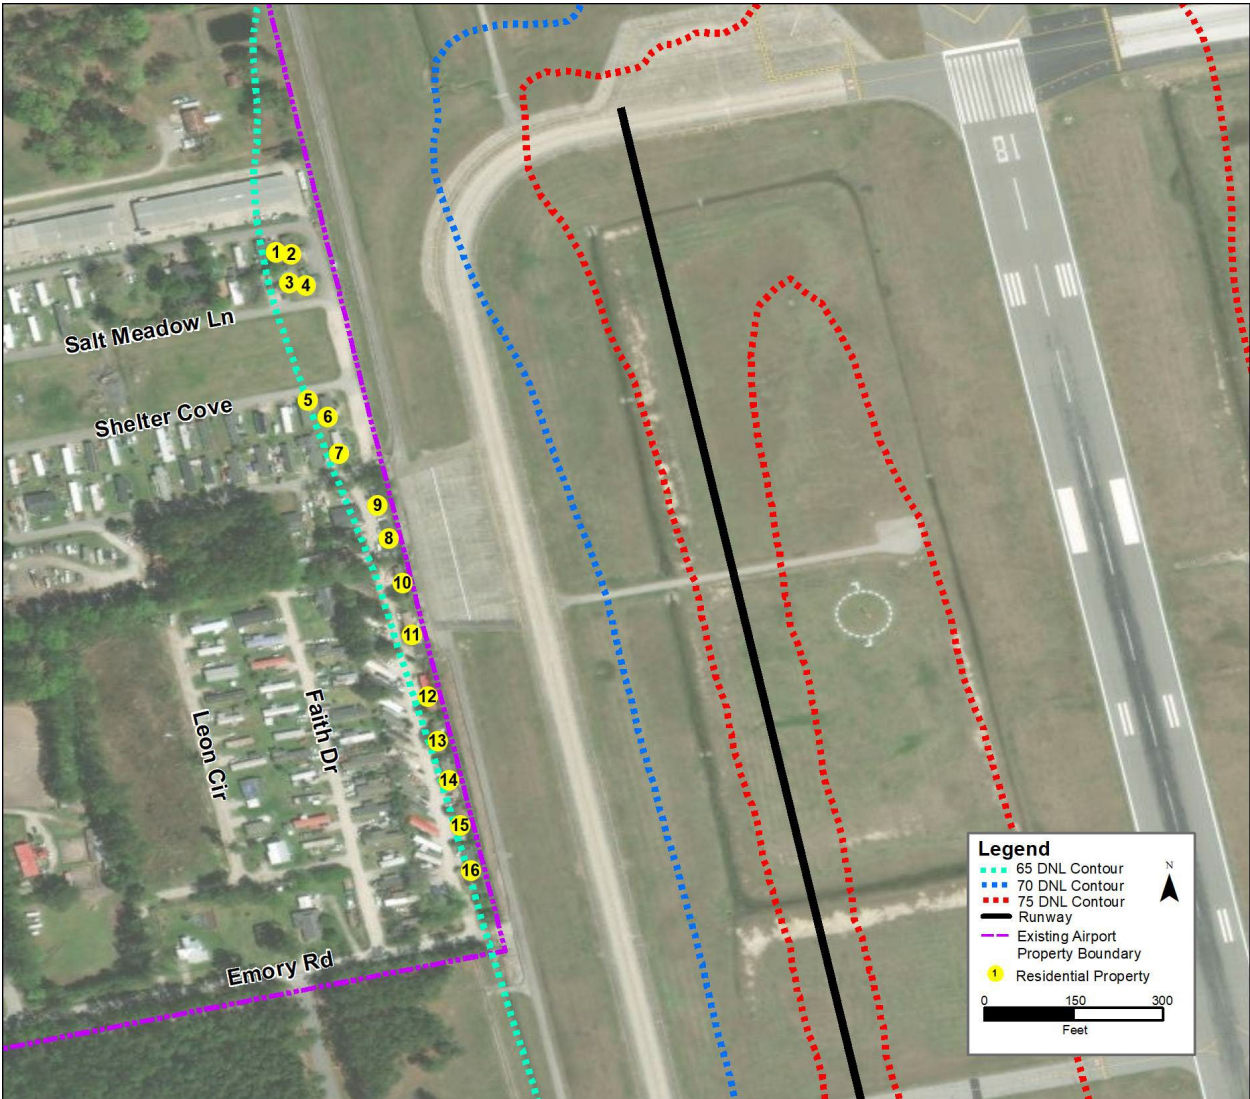 1
2
3
4
Salt Meadow Ln
5
Shelter Cove
6
7
9
8
10
11
12
Leon Cir
Faith Dr
13
14
15
16
Emory Rd
Legend
N
65 DNL Contour
70 DNL Contour
75 DNL Contour
Runway
Existing Airport
Property Boundary
1 Residential Property
0 150 300
Feet